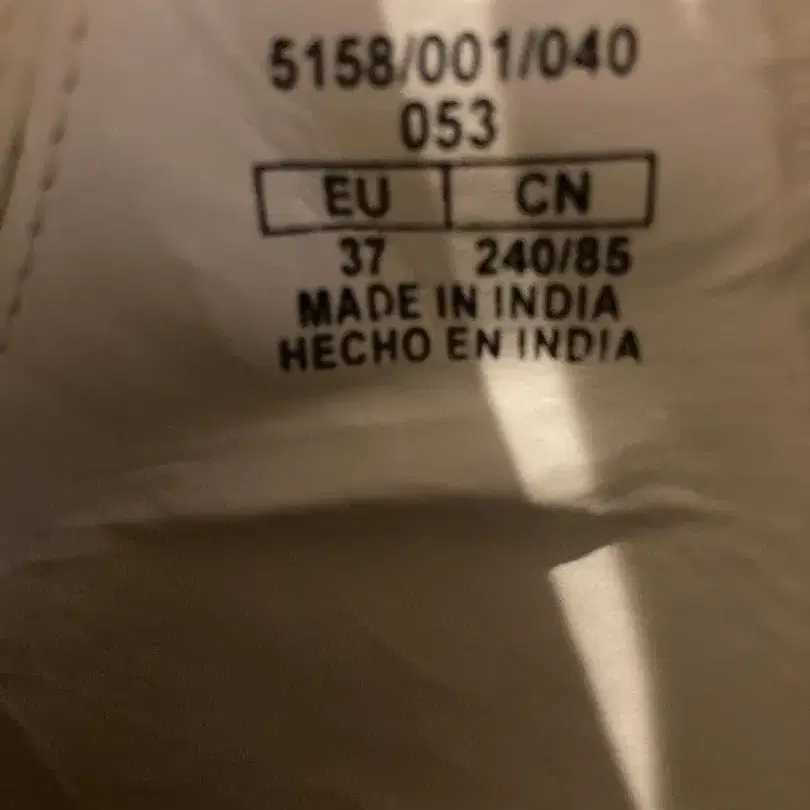 5158/001/040
053
EU CN
37 240/85
MADE IN INDIA
HECHO EN INDIA